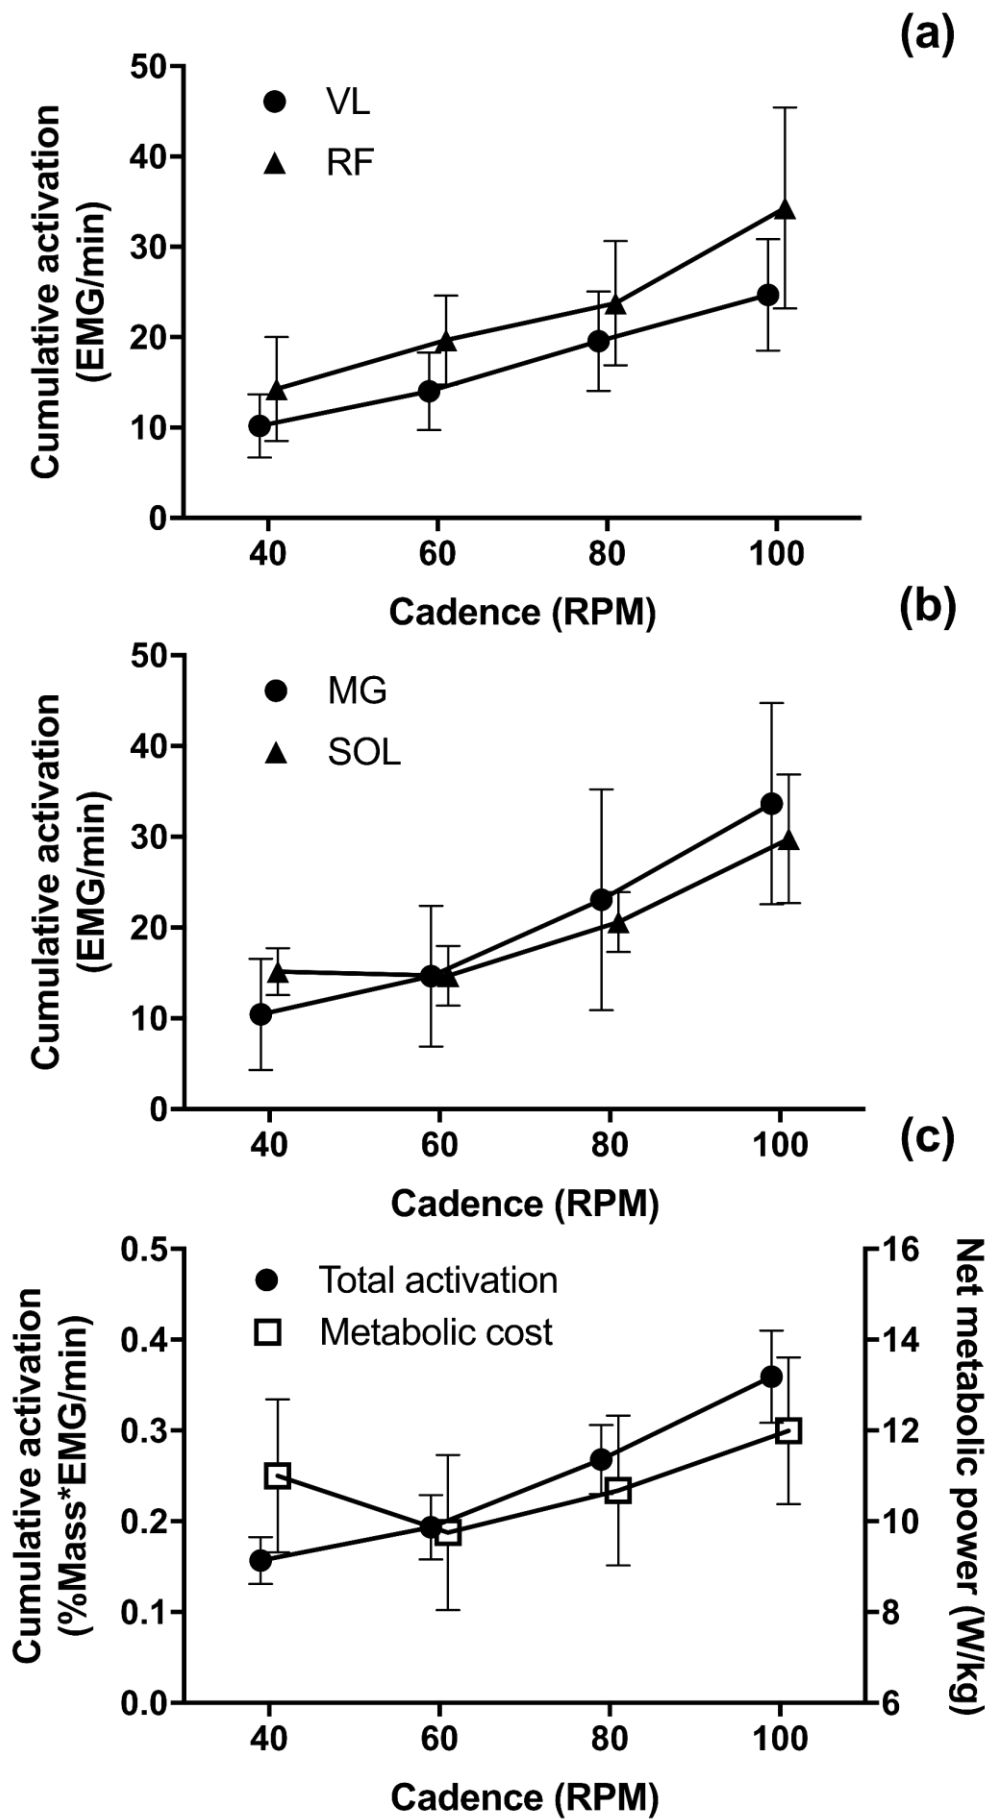 (a)
50
40
30
20
10
0
Cumulative activation
(EMG/min)
VL
RF
40 60 80 100
Cadence (RPM)
(b)
50
40
30
20
10
0
Cumulative activation
(EMG/min)
MG
SOL
40 60 80 100
Cadence (RPM)
(c)
0.5
0.4
0.3
0.2
0.1
0.0
Cumulative activation
(%Mass*EMG/min)
Total activation
Metabolic cost
16
14
12
10
8
6
Net metabolic power (W/kg)
40 60 80 100
Cadence (RPM)